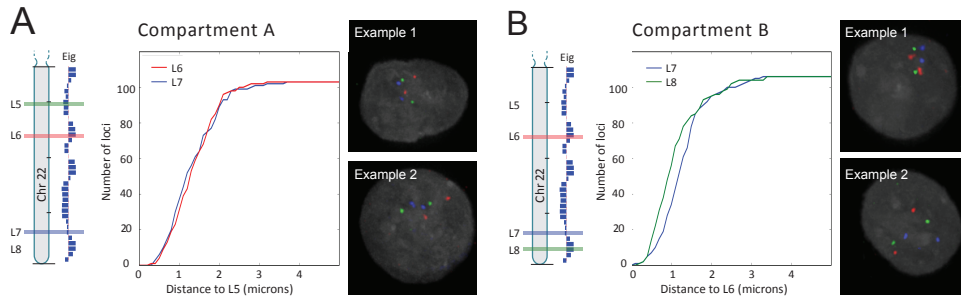 A
Compartment A
Eig
L5
L6
L7
L8
Chr 22
L6
L7
Number of loci
100
80
60
40
20
0
0
1
2
3
4
Distance to L5 (microns)
Example 1
Example 2
B
Compartment B
Eig
L5
L6
L7
L8
Chr 22
L7
L8
Number of loci
100
80
60
40
20
0
0
1
2
3
4
Distance to L6 (microns)
Example 1
Example 2